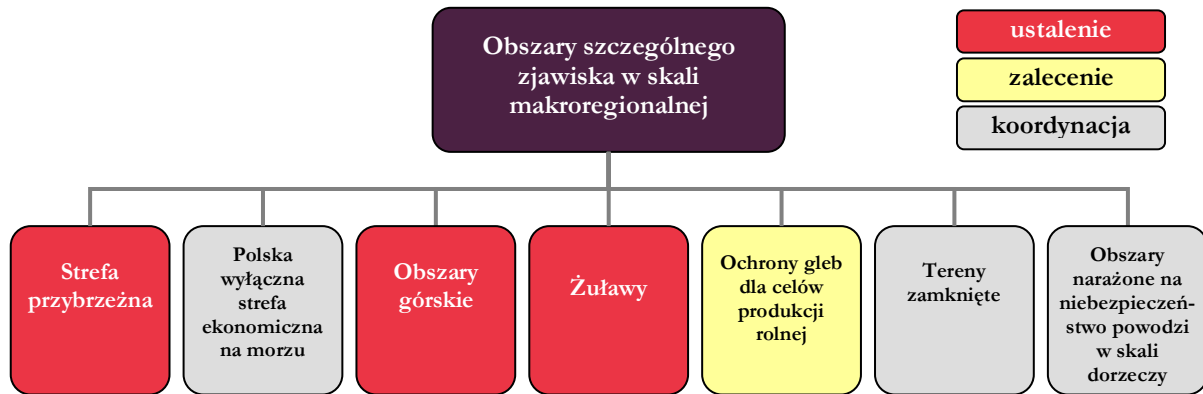 Obszary szczególnego
zjawiska w skali
makroregionalnej
ustalenie
zalecenie
koordynacja
Strefa
przybrzeżna
Polska
wyłączna
strefa
ekonomiczna
na morzu
Obszary
górskie
Żuławy
Ochrony gleb
dla celów
produkcji
rolnej
Tereny
zamknięte
Obszary
narażone na
niebezpieczeń-
stwo powodzi
w skali
dorzeczy